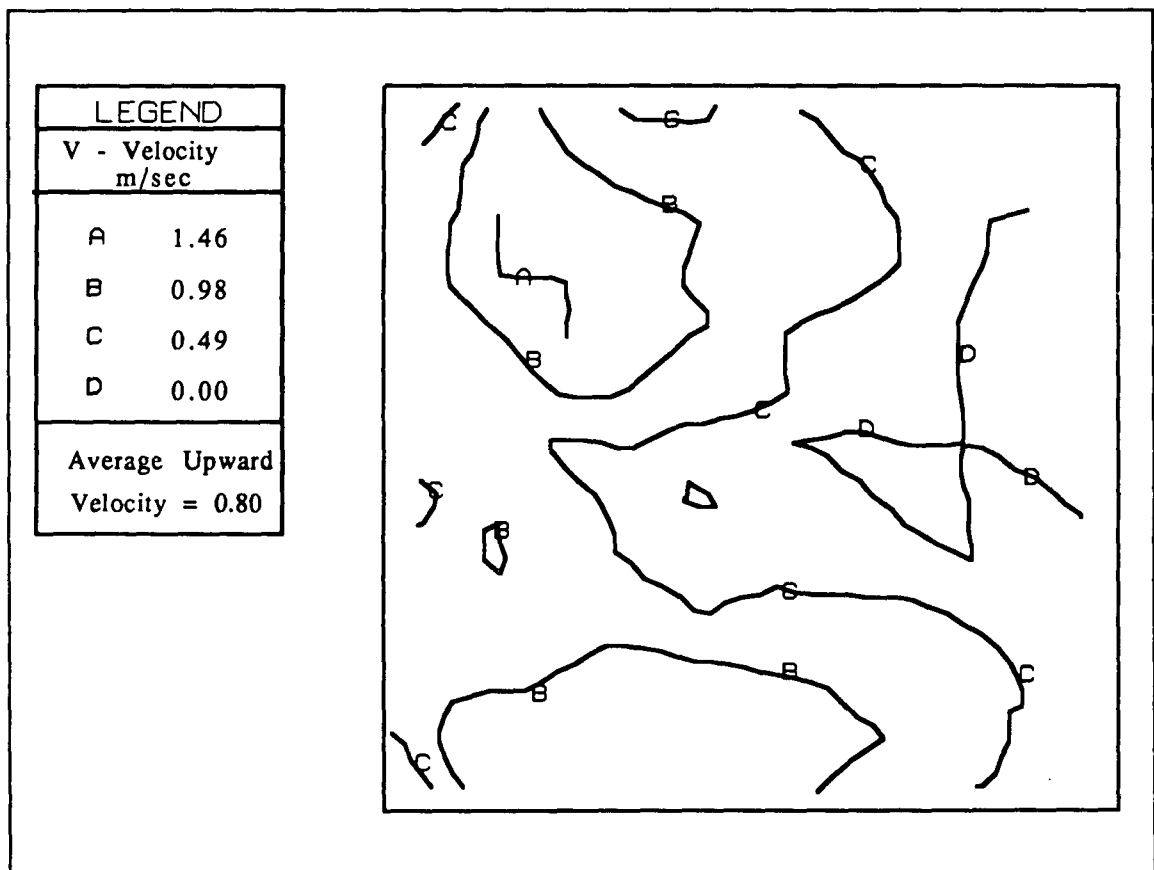 LEGEND
V - Velocity
m/sec
A 1.46
B 0.98
C 0.49
D 0.00
Average Upward
Velocity = 0.80
C
C
C
B
A
D
B
C
D
C
D
B
C
B
C
B
C